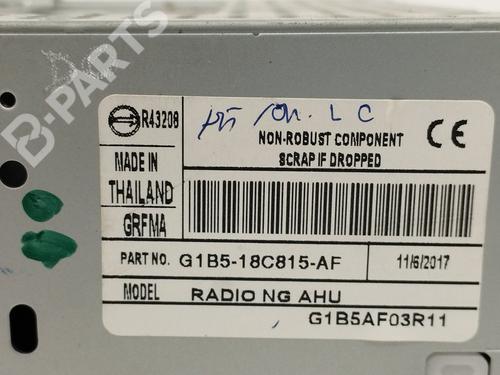 B-PARTS
R43208
NON-ROBUST COMPONENT
SCRAP IF DROPPED
CE
MADE IN
THAILAND
GRFMA
PART NO. G1B5-18C815-AF
11/6/2017
MODEL RADIO NG AHU
G1B5AF03R11